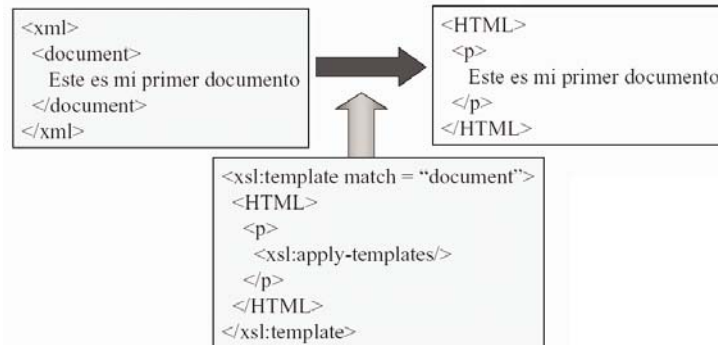 <xml>
<document>
Este es mi primer documento
</document>
</xml>
<HTML>
<p>
Este es mi primer documento
</p>
</HTML>
<xsl:template match = “document”>
<HTML>
<p>
<xsl:apply-templates/>
</p>
</HTML>
</xsl:template>